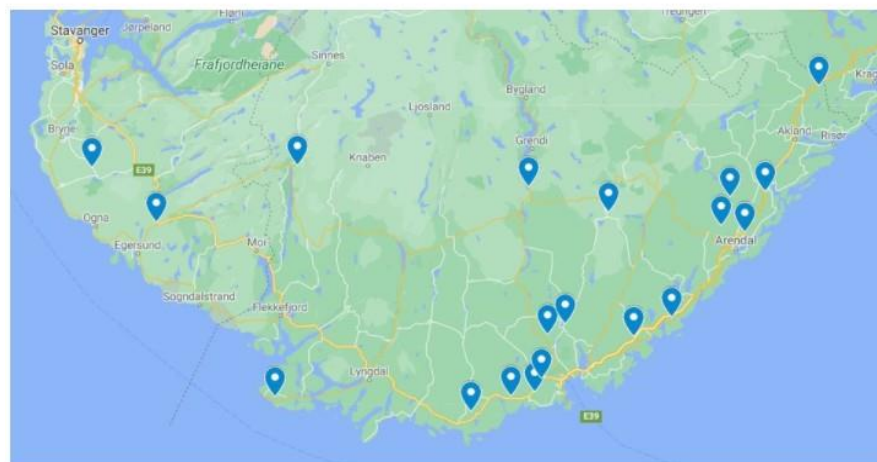 Stavanger
Jørpeland
Sola
Frafjordheiane
Sinnes
Bygland
Ljosland
Bryne
Knaben
Grendi
Akland
Risør
E39
Ogna
Egersund
Moi
Arendal
Sogndalstrand
Flekkefjord
Lyngdal
E39